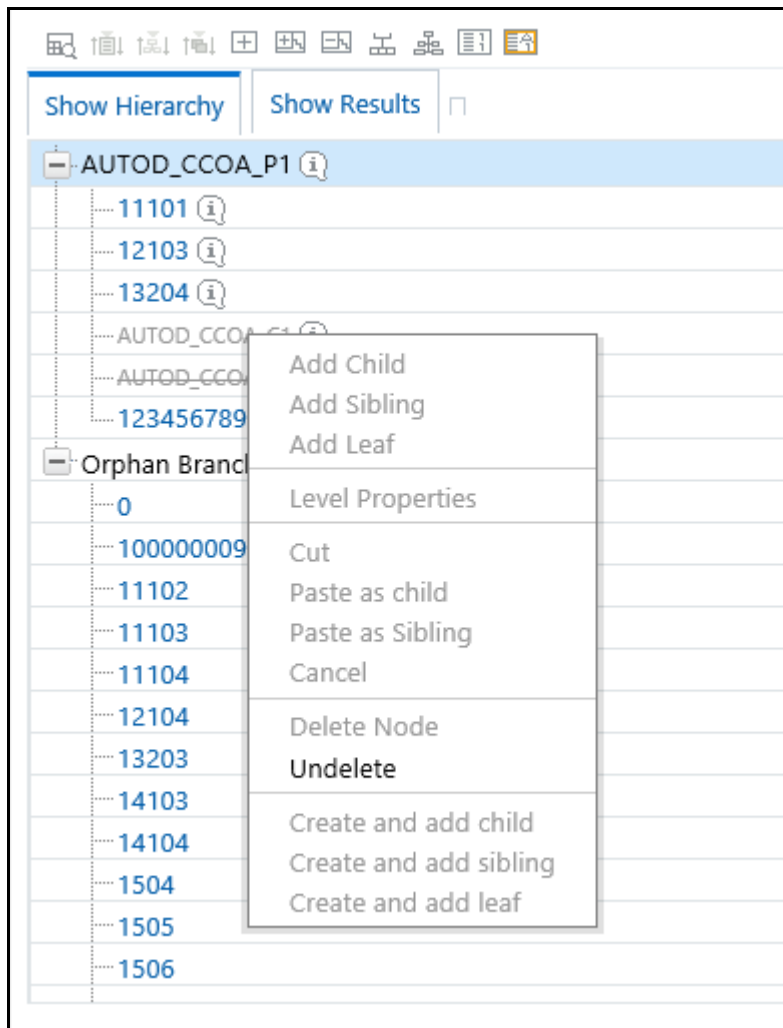 Show Hierarchy Show Results
AUTOD_CCOA_P1
11101
12103
13204
AUTOD_CCOA
AUTOD_CCOA
123456789
Orphan
0
100000009
11102
11103
11104
12104
13203
14103
14104
1504
1505
1506
Add Child
Add Sibling
Add Leaf
Level Properties
Cut
Paste as child
Paste as Sibling
Cancel
Delete Node
Undelete
Create and add child
Create and add sibling
Create and add leaf